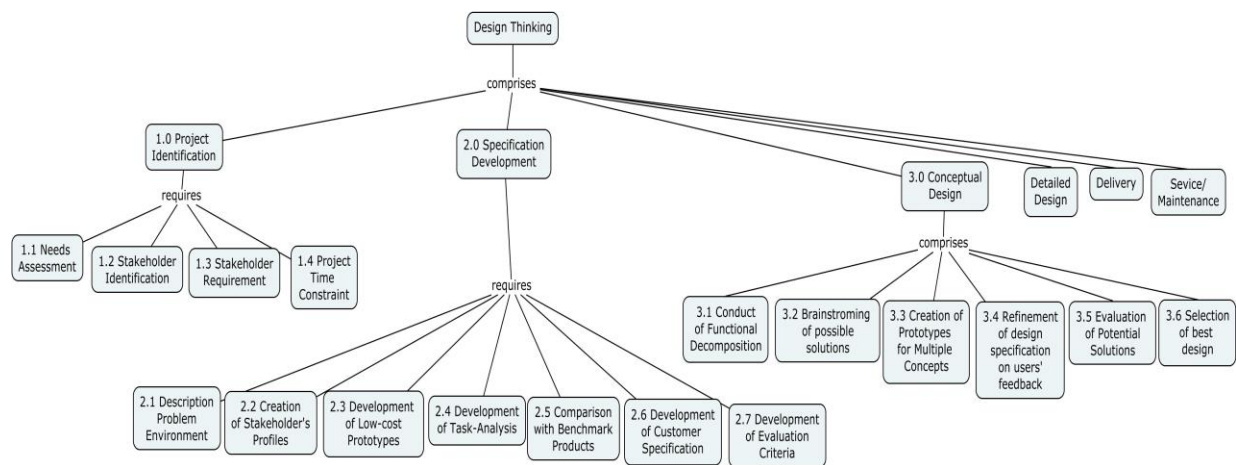 Design Thinking
comprises
1.0 Project
Identification
2.0 Specification
Development
3.0 Conceptual
Design
Detailed
Design
Delivery
Sevice/
Maintenance
requires
1.1 Needs
Assessment
1.2 Stakeholder
Identification
1.3 Stakeholder
Requirement
1.4 Project
Time
Constraint
requires
2.1 Description
Problem
Environment
2.2 Creation
of Stakeholder's
Profiles
2.3 Development
of Low-cost
Prototypes
2.4 Development
of Task-Analysis
2.5 Comparison
with Benchmark
Products
2.6 Development
of Customer
Specification
2.7 Development
of Evaluation
Criteria
comprises
3.1 Conduct
of Functional
Decomposition
3.2 Brainstroming
of possible
solutions
3.3 Creation of
Prototypes
for Multiple
Concepts
3.4 Refinement
of design
specification
on users'
feedback
3.5 Evaluation
of Potential
Solutions
3.6 Selection
of best
design